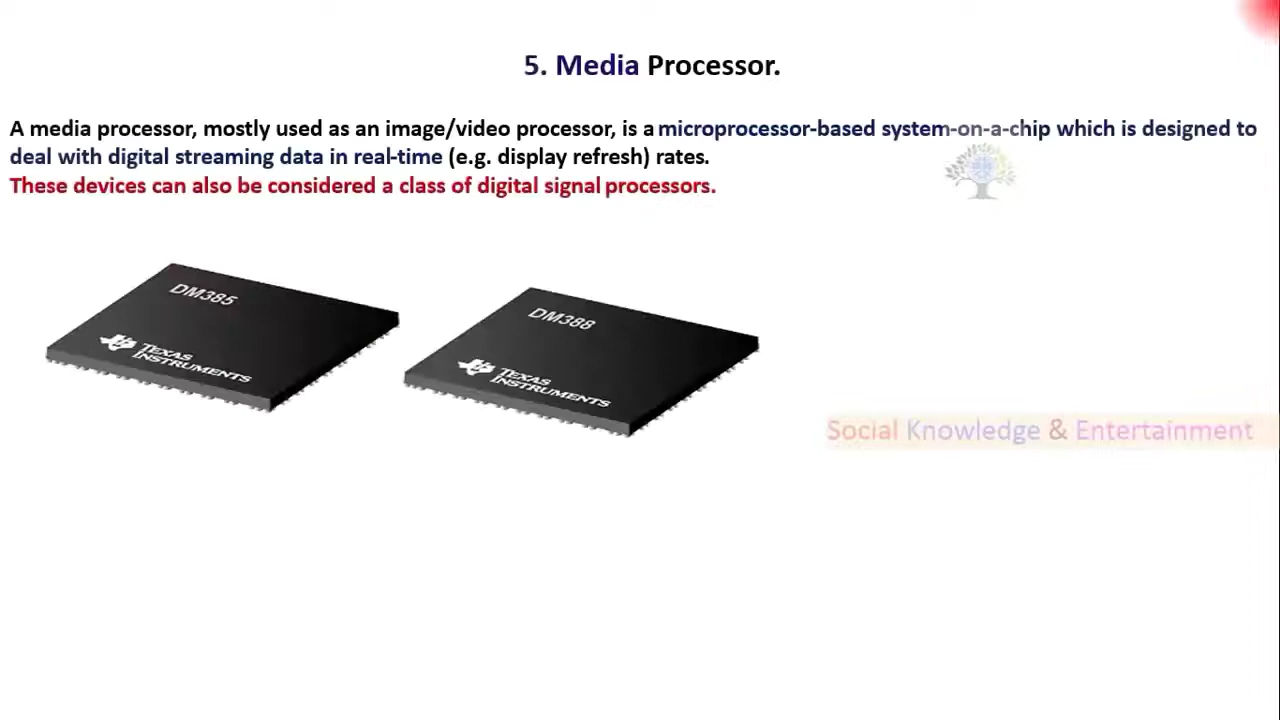 5. Media Processor.
A media processor, mostly used as an image/video processor, is a microprocessor-based system-on-a-chip which is designed to
deal with digital streaming data in real-time (e.g. display refresh) rates.
These devices can also be considered a class of digital signal processors.
DM385
TEXAS
INSTRUMENTS
DM388
TEXAS
INSTRUMENTS
Social Knowledge & Entertainment